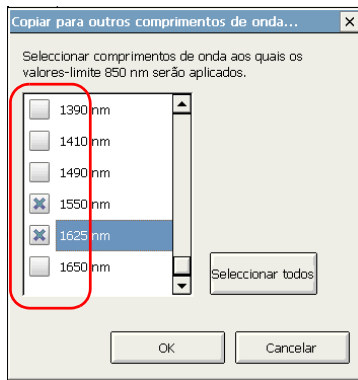 Copiar para outros comprimentos de onda...
Seleccionar comprimentos de onda aos quais os
valores-limite 850 nm serão aplicados.
1390 nm
1410 nm
1490 nm
1550 nm
1625 nm
1650 nm
Seleccionar todos
OK
Cancelar